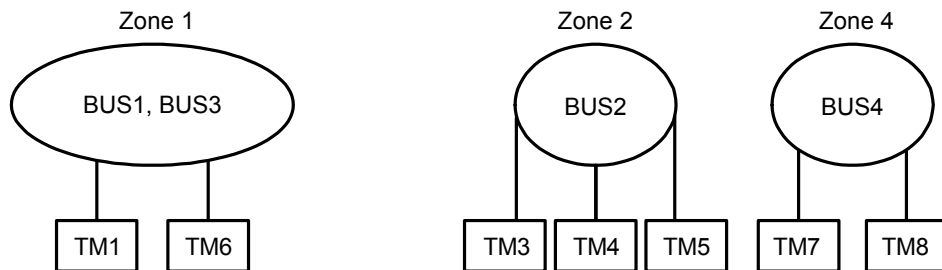 Zone 1 Zone 2 Zone 4
BUS1, BUS3 BUS2 BUS4
TM1 TM6 TM3 TM4 TM5 TM7 TM8